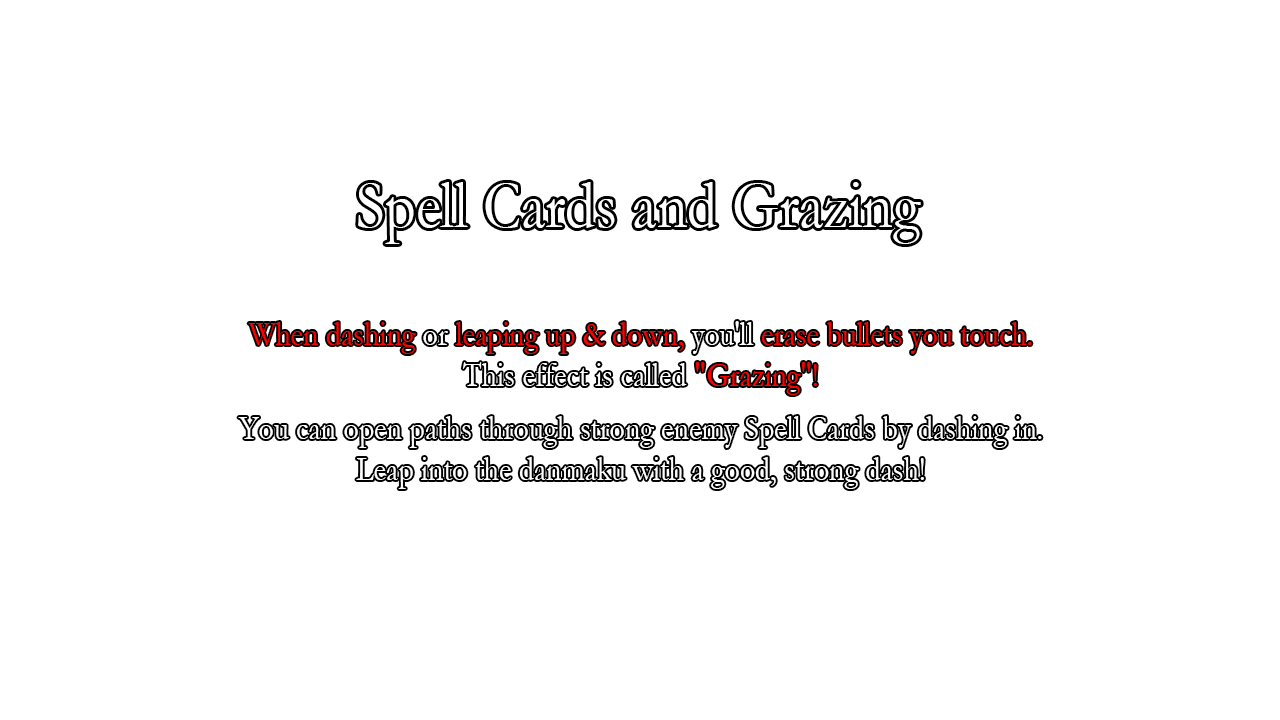 Spell Cards and Grazing
When dashing or leaping up & down, you'll erase bullets you touch.
This effect is called "Grazing"!
You can open paths through strong enemy Spell Cards by dashing in.
Leap into the danmaku with a good, strong dash!